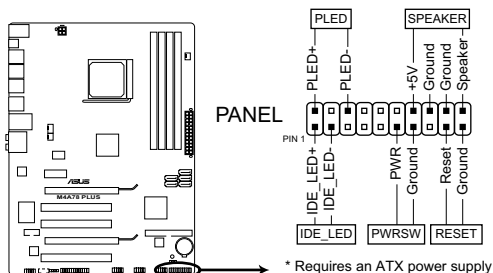 PLED
SPEAKER
PLED+
PLED-
+5V
Ground
Ground
Speaker
PANEL
PIN 1
IDE_LED+
IDE_LED-
PWR
Ground
Reset
Ground
IDE_LED
PWRSW
RESET
* Requires an ATX power supply
ASUS
M4A78 PLUS